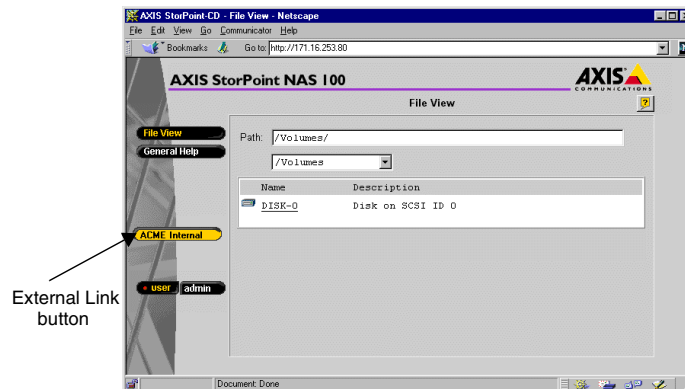 AXIS StorPoint-CD - File View - Netscape
File Edit View Go Communicator Help
Bookmarks Go to: http://171.16.253.80
AXIS StorPoint NAS 100
AXIS
COMMUNICATIONS
File View
?
File View
General Help
Path: /Volumes/
/Volumes
Name Description
DISK-0 Disk on SCSI ID 0
ACME Internal
user admin
External Link
button
Document: Done